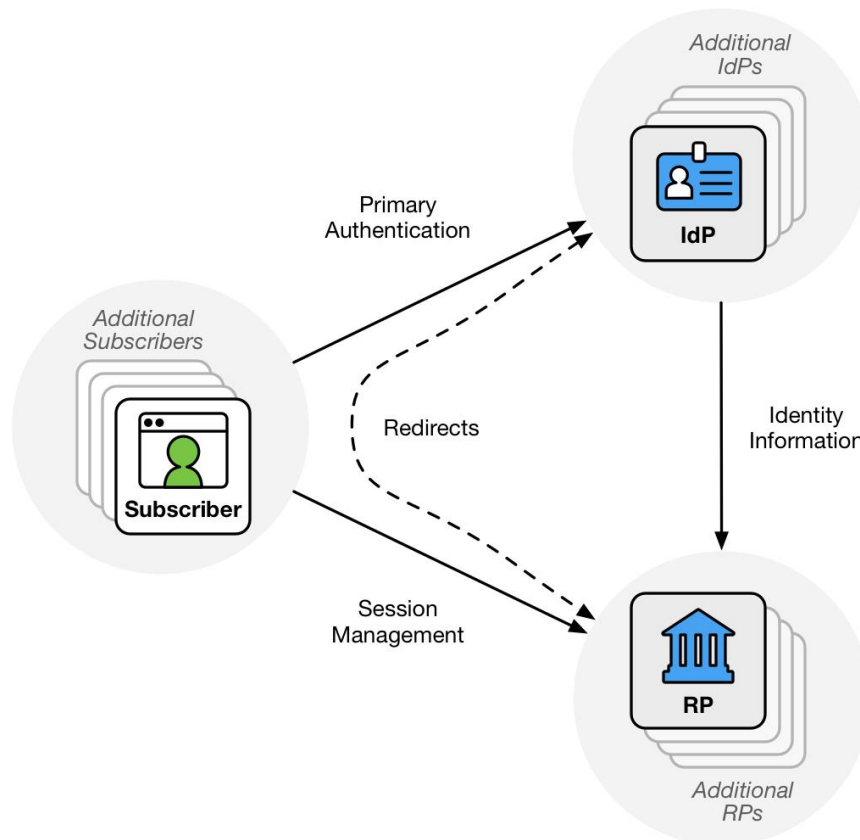 Additional
IdPs
IdP
Primary
Authentication
Additional
Subscribers
Subscriber
Redirects
Identity
Information
Session
Management
RP
Additional
RPs